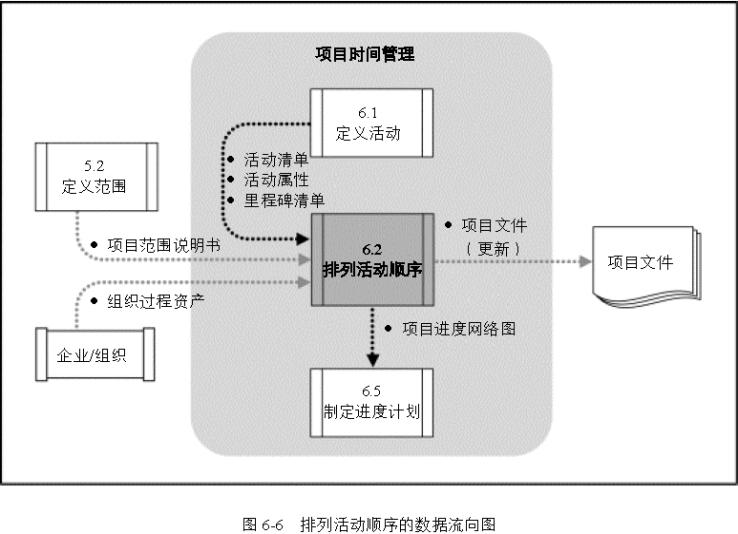 项目时间管理
6.1
定义活动
5.2
定义范围
● 活动清单
● 活动属性
● 里程碑清单
● 项目范围说明书
6.2
排列活动顺序
● 项目文件
（更新）
项目文件
● 组织过程资产
企业/组织
● 项目进度网络图
6.5
制定进度计划
图 6-6 排列活动顺序的数据流向图